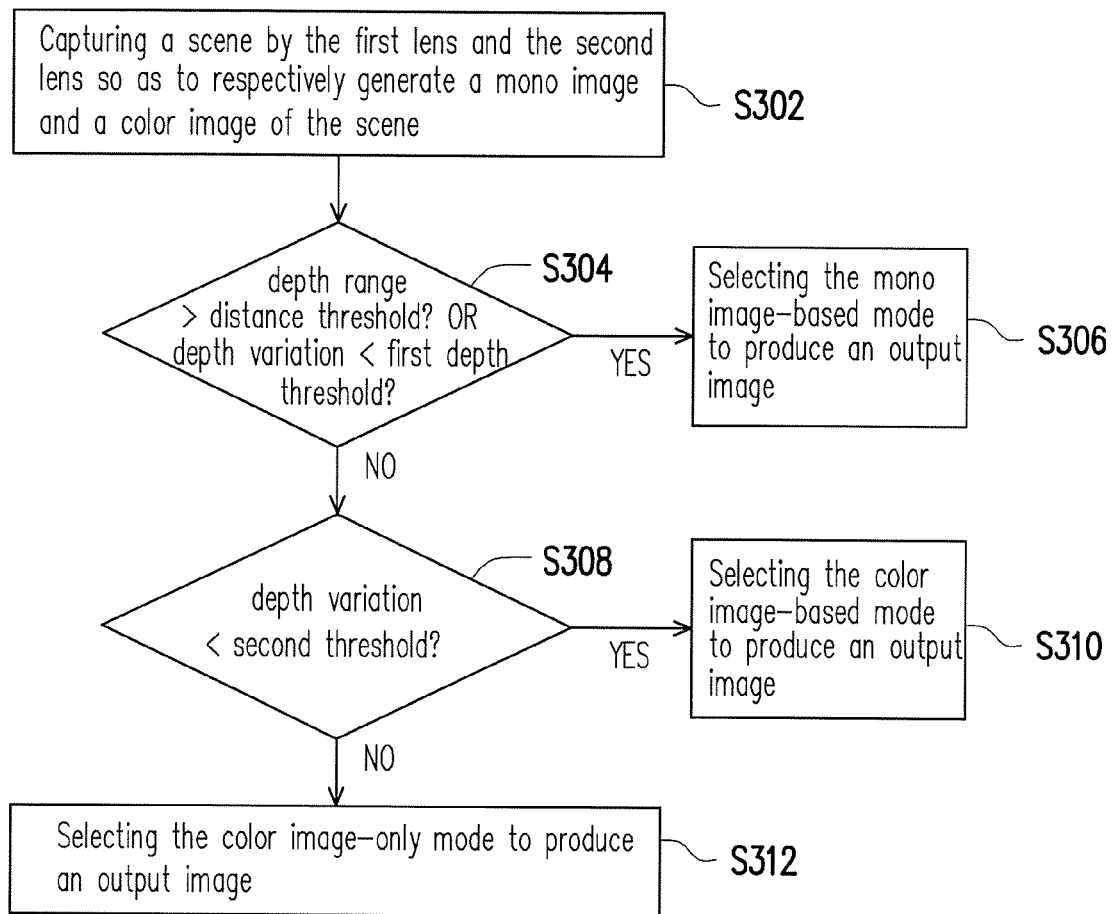 Capturing a scene by the first lens and the second
lens so as to respectively generate a mono image
and a color image of the scene
S302
depth range
> distance threshold? OR
depth variation < first depth
threshold?
S304
YES
Selecting the mono
image-based mode
to produce an output
image
S306
NO
depth variation
< second threshold?
S308
YES
Selecting the color
image-based mode
to produce an output
image
S310
NO
Selecting the color image-only mode to produce
an output image
S312